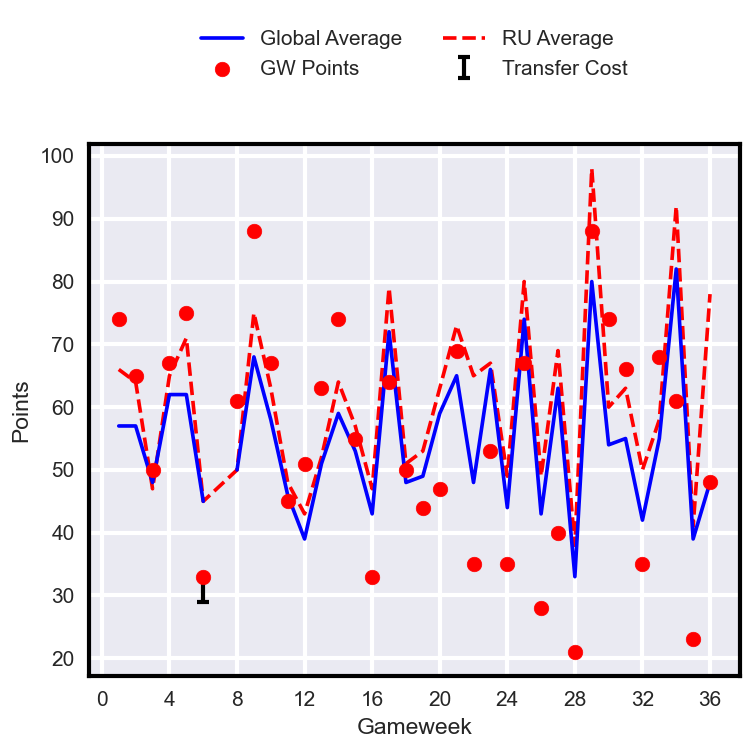 Global Average
RU Average
GW Points
Transfer Cost
100
90
80
70
60
50
40
30
20
Points
0 4 8 12 16 20 24 28 32 36
Gameweek